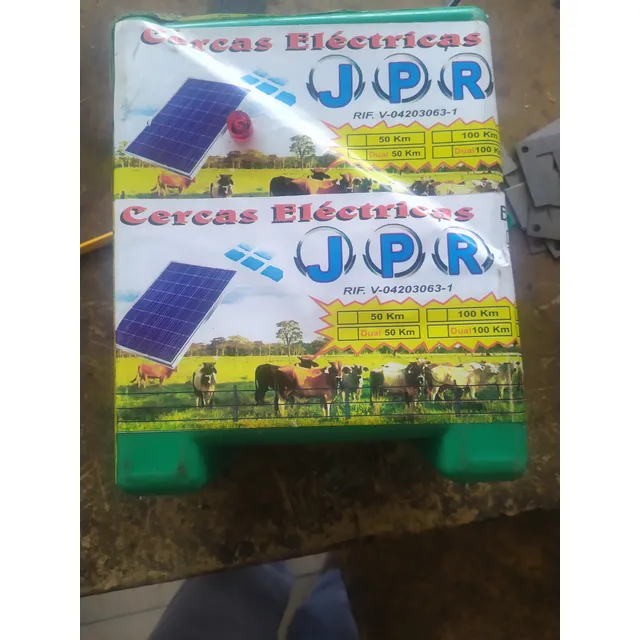 Cercas Eléctricas
JPR
RIF. V-04203063-1
50 Km 100 Km
Dual 50 Km Dual 100 K
Cercas Eléctricas
JPR
RIF. V-04203063-1
50 Km 100 Km
Dual 50 Km Dual 100 Km